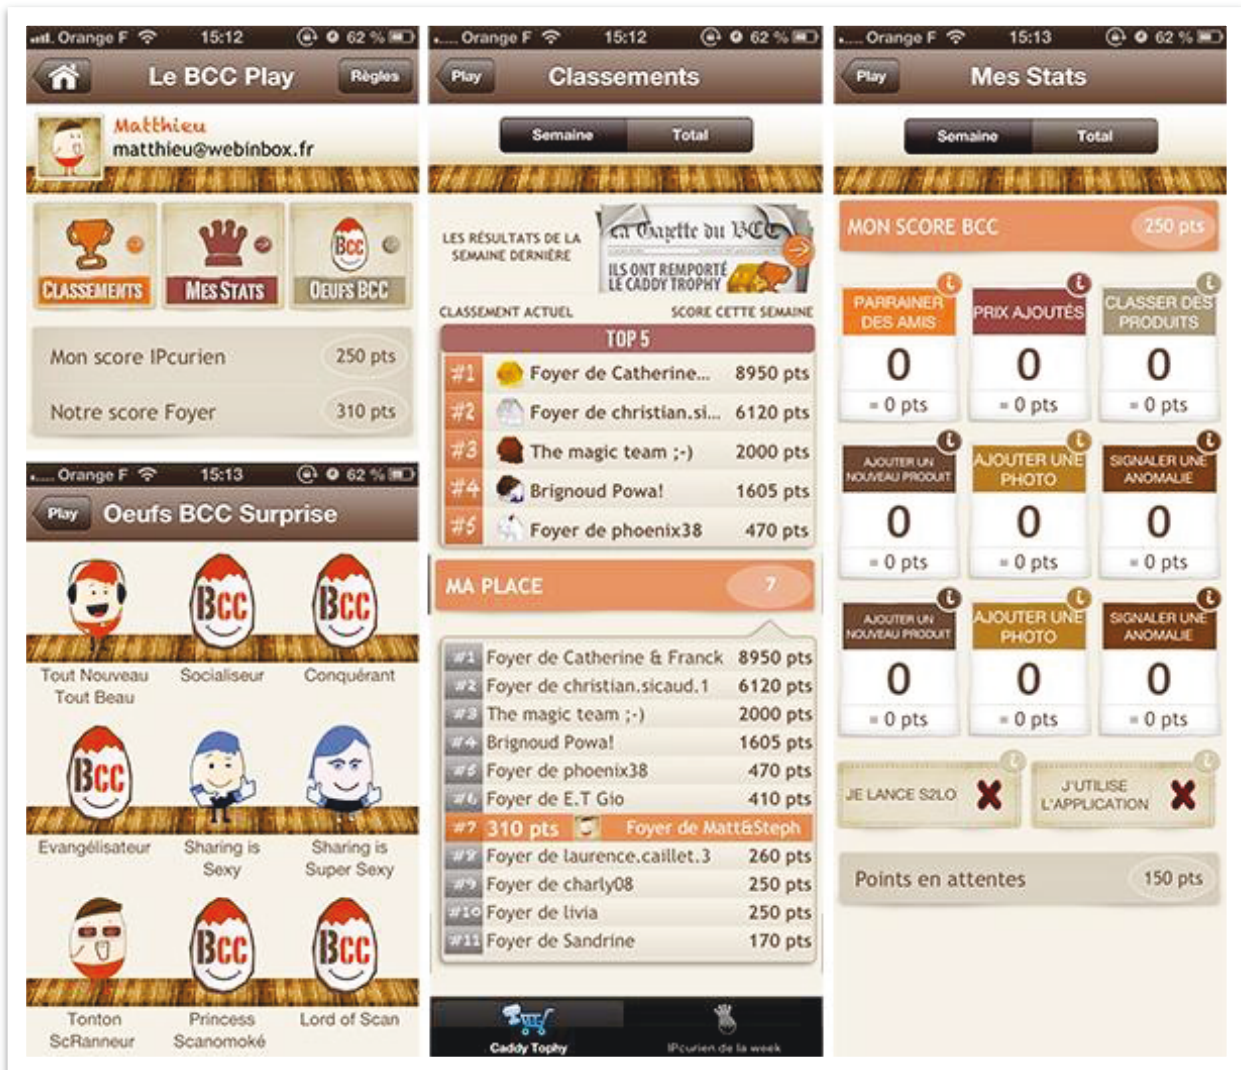 Orange F 15:12 62 %
Le BCC Play
Règles
Matthieu
matthieu@webinbox.fr
CLASSEMENTS
MES STATS
BCC
OEUFS BCC
Mon score IPcurien 250 pts
Notre score Foyer 310 pts
Orange F 15:13 62 %
Play
Oeufs BCC Surprise
BCC
BCC
Tout Nouveau
Tout Beau
Socialiseur
Conquérant
BCC
Evangélisateur
Sharing is
Sexy
Sharing is
Super Sexy
BCC
BCC
Tonton
ScRanneur
Princess
Scanomoké
Lord of Scan
Orange F 15:12 62 %
Play
Classements
Semaine Total
LES RÉSULTATS DE LA
SEMAINE DERNIÈRE
La Gazette du BCC
ILS ONT REMPORTÉ
LE CADDY TROPHY
CLASSEMENT ACTUEL SCORE CETTE SEMAINE
TOP 5
#1 Foyer de Catherine... 8950 pts
#2 Foyer de christian.si... 6120 pts
#3 The magic team ;-) 2000 pts
#4 Brignoud Powa! 1605 pts
#5 Foyer de phoenix38 470 pts
MA PLACE 7
#1 Foyer de Catherine & Franck 8950 pts
#2 Foyer de christian.sicaud.1 6120 pts
#3 The magic team ;-) 2000 pts
#4 Brignoud Powa! 1605 pts
#5 Foyer de phoenix38 470 pts
#6 Foyer de E.T Gio 410 pts
#7 310 pts Foyer de Matt&Steph
#8 Foyer de laurence.caillet.3 260 pts
#9 Foyer de charly08 250 pts
#10 Foyer de livia 250 pts
#11 Foyer de Sandrine 170 pts
Caddy Tophy
IPcurien de la week
Orange F 15:13 62 %
Play
Mes Stats
Semaine Total
MON SCORE BCC 250 pts
PARRAINER
DES AMIS
0
= 0 pts
PRIX AJOUTÉS
0
= 0 pts
CLASSER DES
PRODUITS
0
= 0 pts
AJOUTER UN
NOUVEAU PRODUIT
0
= 0 pts
AJOUTER UNE
PHOTO
0
= 0 pts
SIGNALER UNE
ANOMALIE
0
= 0 pts
AJOUTER UN
NOUVEAU PRODUIT
0
= 0 pts
AJOUTER UNE
PHOTO
0
= 0 pts
SIGNALER UNE
ANOMALIE
0
= 0 pts
JE LANCE S2LO
J'UTILISE
L'APPLICATION
Points en attentes 150 pts